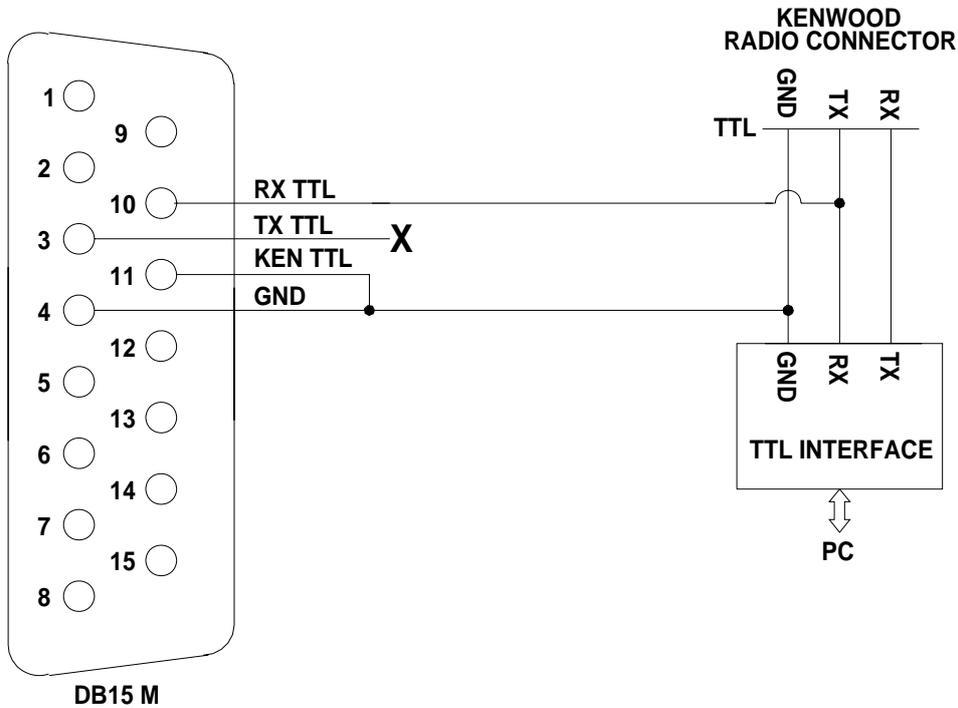 KENWOOD
RADIO CONNECTOR
GND TX RX
TTL
1
9
2
10 RX TTL
3 TX TTL X
11 KEN TTL
4 GND
12
5
13
6
14
7
15
8
GND RX TX
TTL INTERFACE
PC
DB15 M